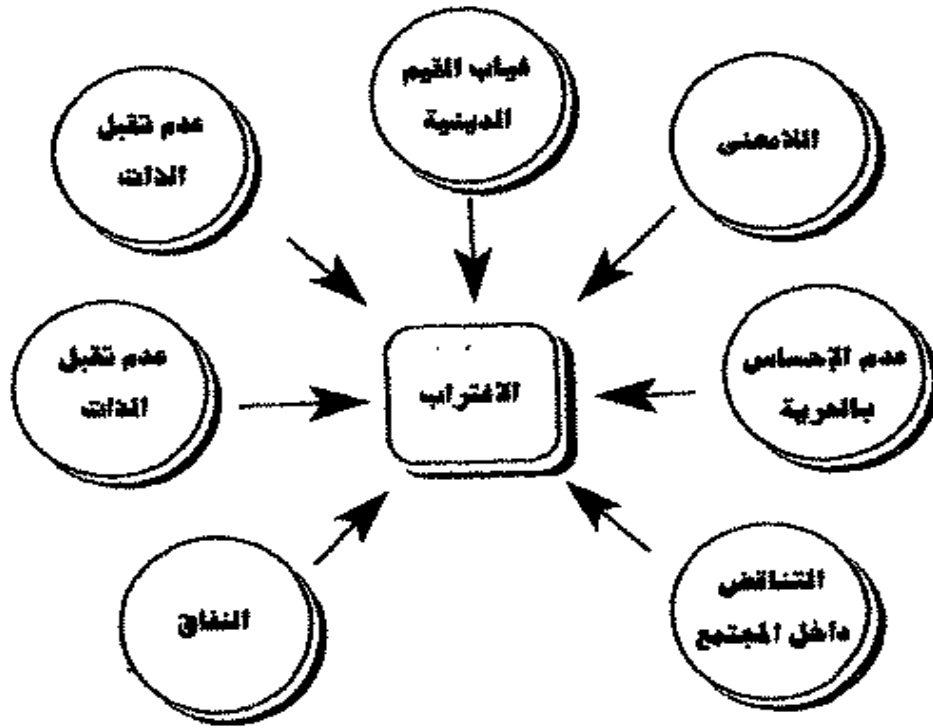 غياب القيم
الدينية
اللامعنى
عدم تقبل
الذات
عدم الإحساس
بالحرية
الاغتراب
عدم تقبل
الذات
التناقض
داخل المجتمع
النفاق